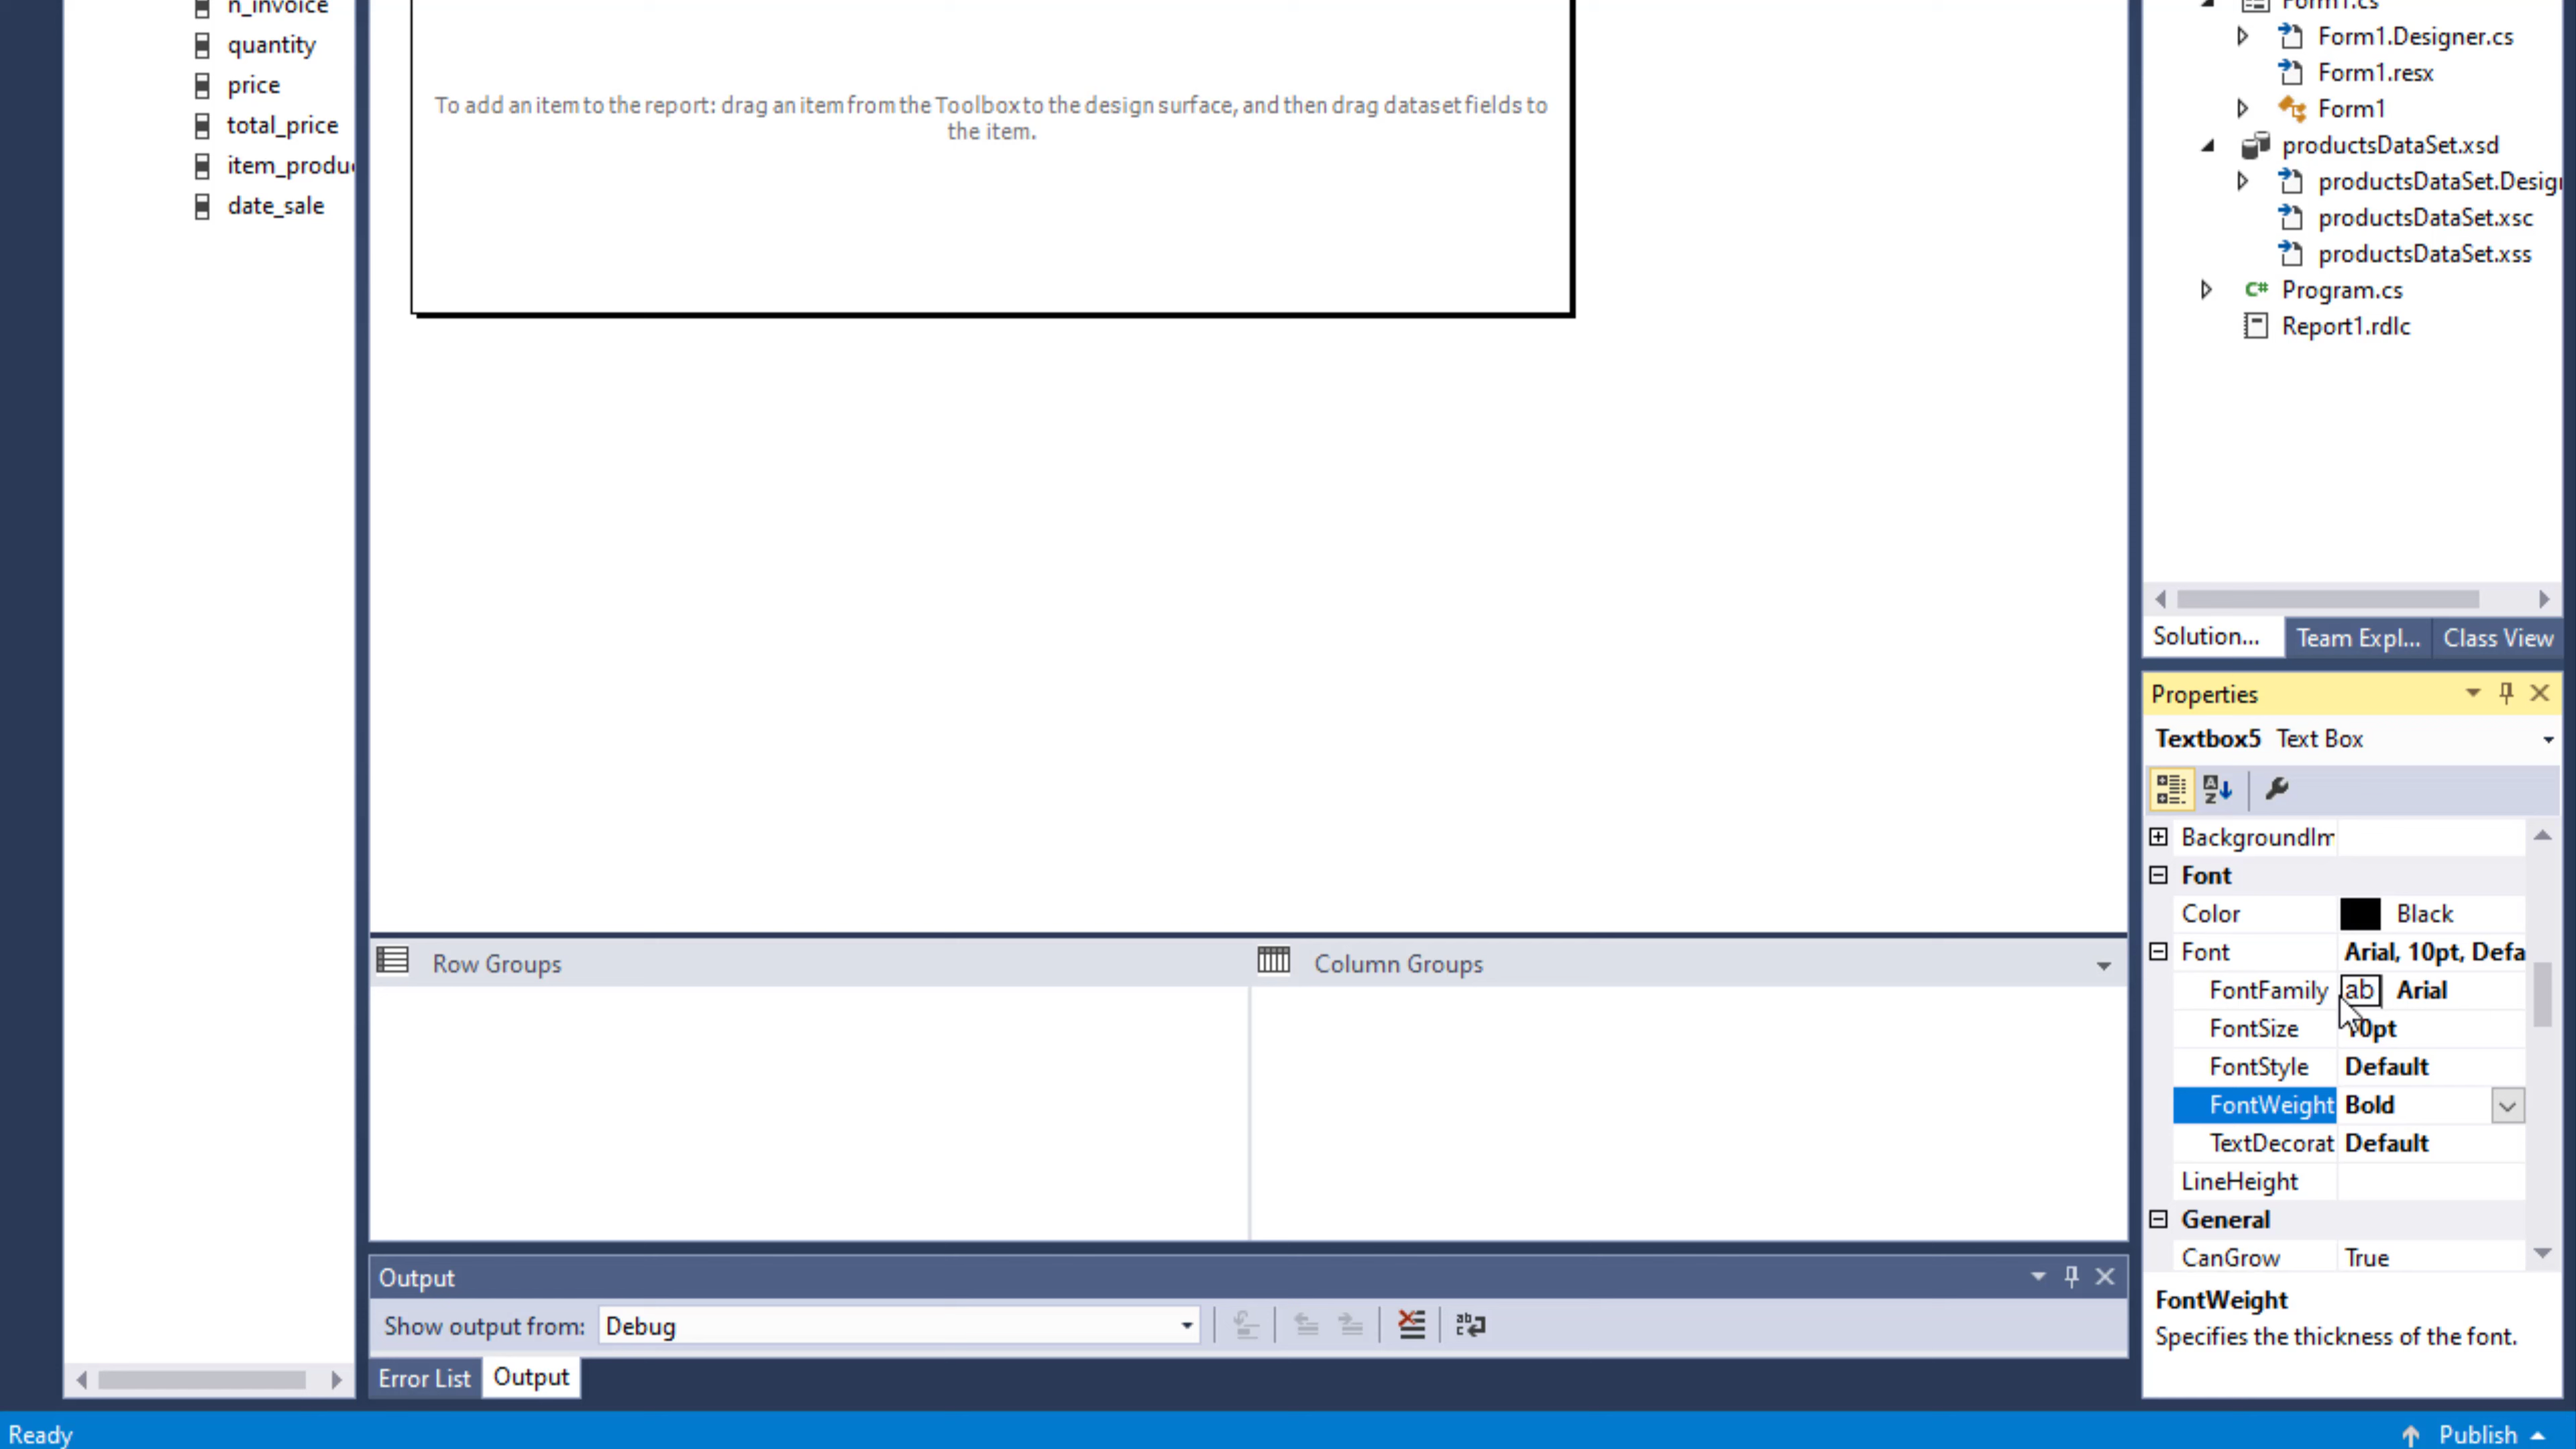 n_invoice
quantity
price
total_price
item_produ
date_sale
To add an item to the report: drag an item from the Toolbox to the design surface, and then drag dataset fields to
the item.
Row Groups
Column Groups
Output
Show output from: Debug
Error List
Output
Form1.cs
Form1.Designer.cs
Form1.resx
Form1
productsDataSet.xsd
productsDataSet.Design
productsDataSet.xsc
productsDataSet.xss
C# Program.cs
Report1.rdlc
Solution... Team Expl... Class View
Properties
Textbox5 Text Box
BackgroundIm
Font
Color Black
Font Arial, 10pt, Defa
FontFamily ab Arial
FontSize 10pt
FontStyle Default
FontWeight Bold
TextDecorat Default
LineHeight
General
CanGrow True
FontWeight
Specifies the thickness of the font.
Ready
Publish